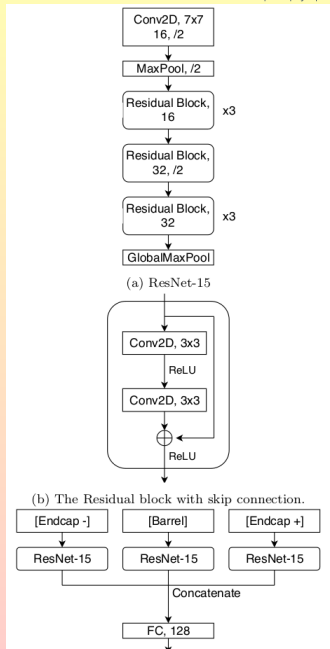 Conv2D, 7x7
16, /2
MaxPool, /2
Residual Block,
16
x3
Residual Block,
32, /2
Residual Block,
32
x3
GlobalMaxPool
(a) ResNet-15
Conv2D, 3x3
ReLU
Conv2D, 3x3
ReLU
(b) The Residual block with skip connection.
[Endcap -]
[Barrel]
[Endcap +]
ResNet-15
ResNet-15
ResNet-15
Concatenate
FC, 128